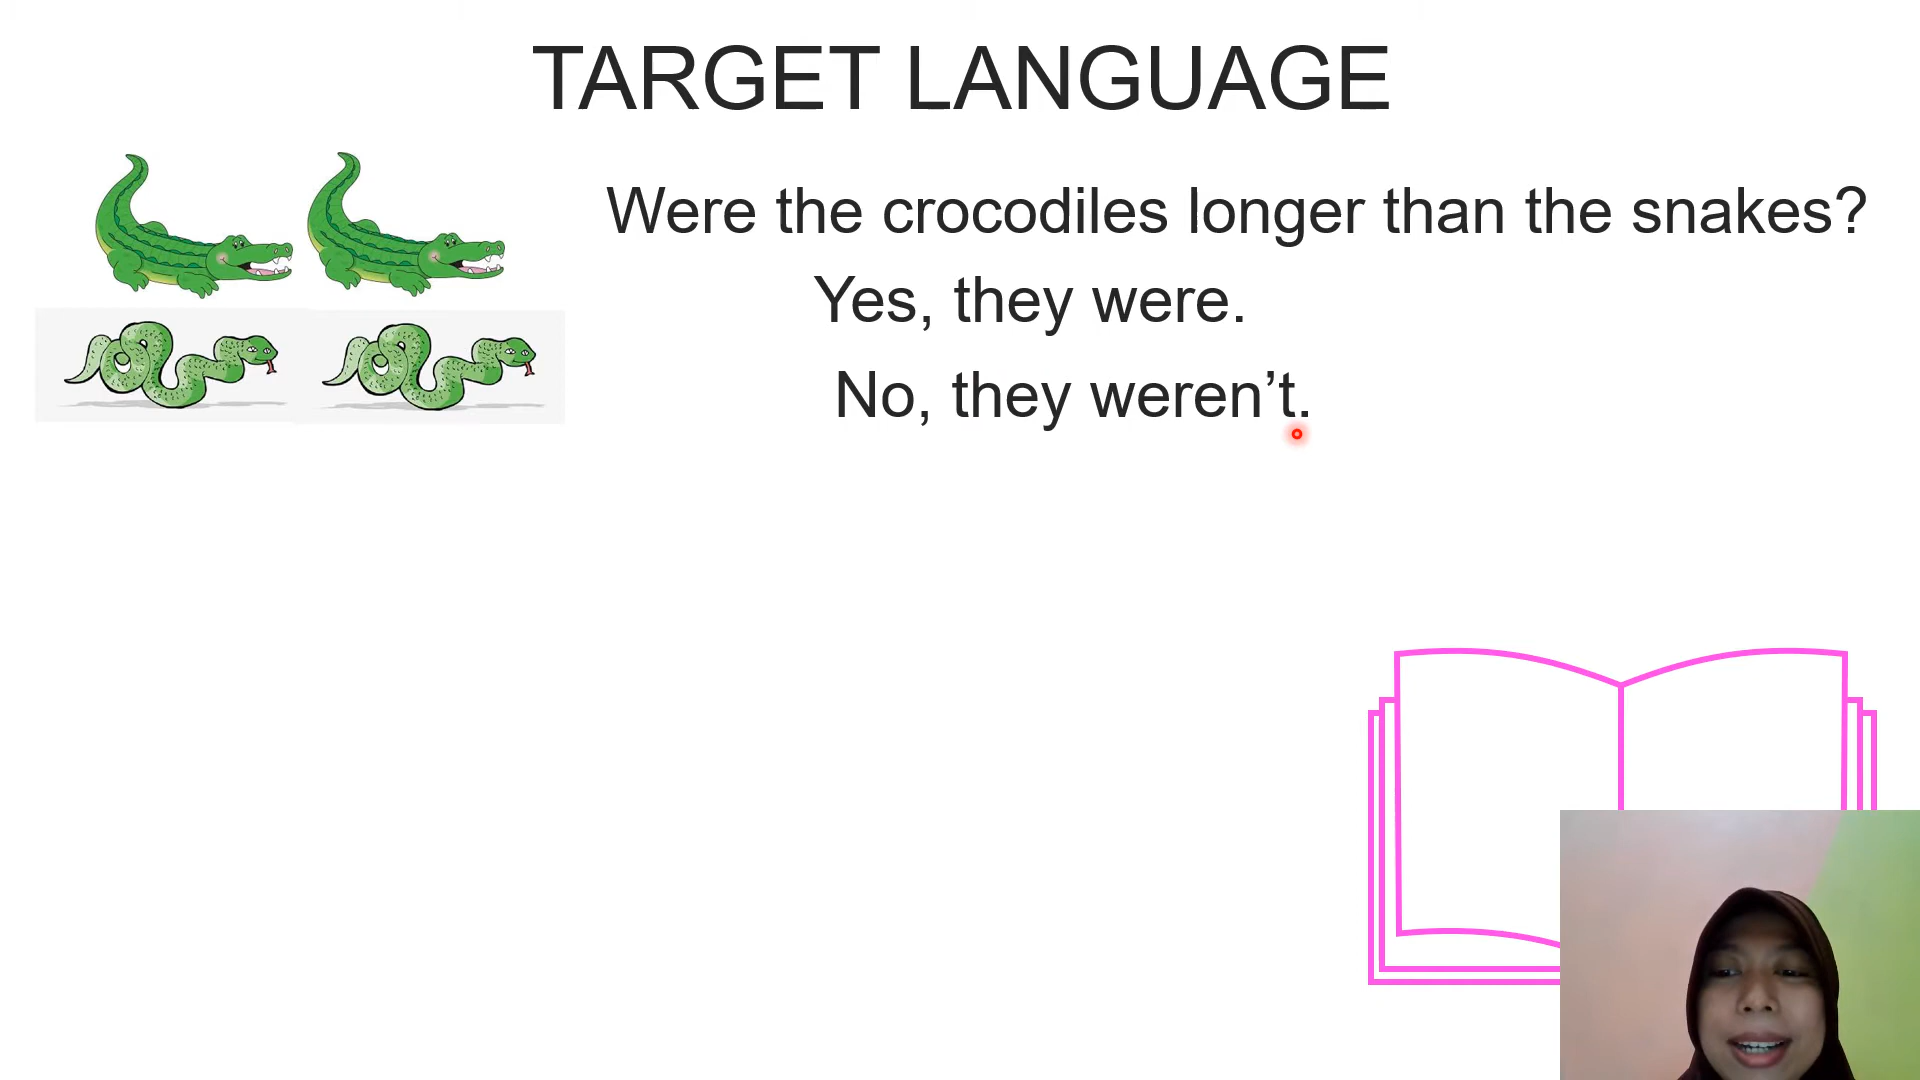 TARGET LANGUAGE
Were the crocodiles longer than the snakes?
Yes, they were.
No, they weren’t.